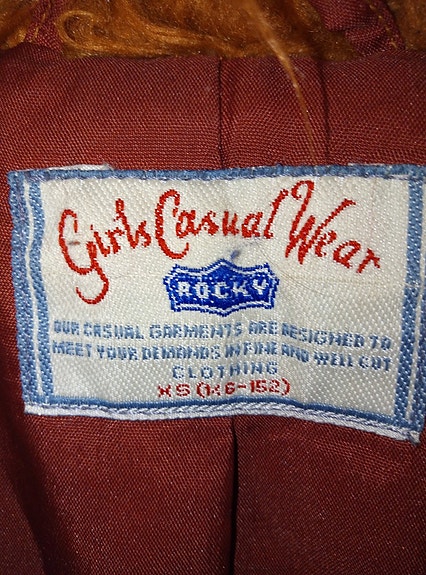 Girls Casual Wear
ROCKY
OUR CASUAL GARMENTS ARE DESIGNED TO
MEET YOUR DEMANDS IN FINE AND WELL CUT
CLOTHING
XS (146-152)